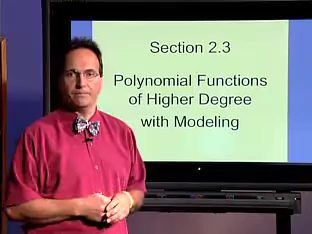 Section 2.3
Polynomial Functions
of Higher Degree
with Modeling